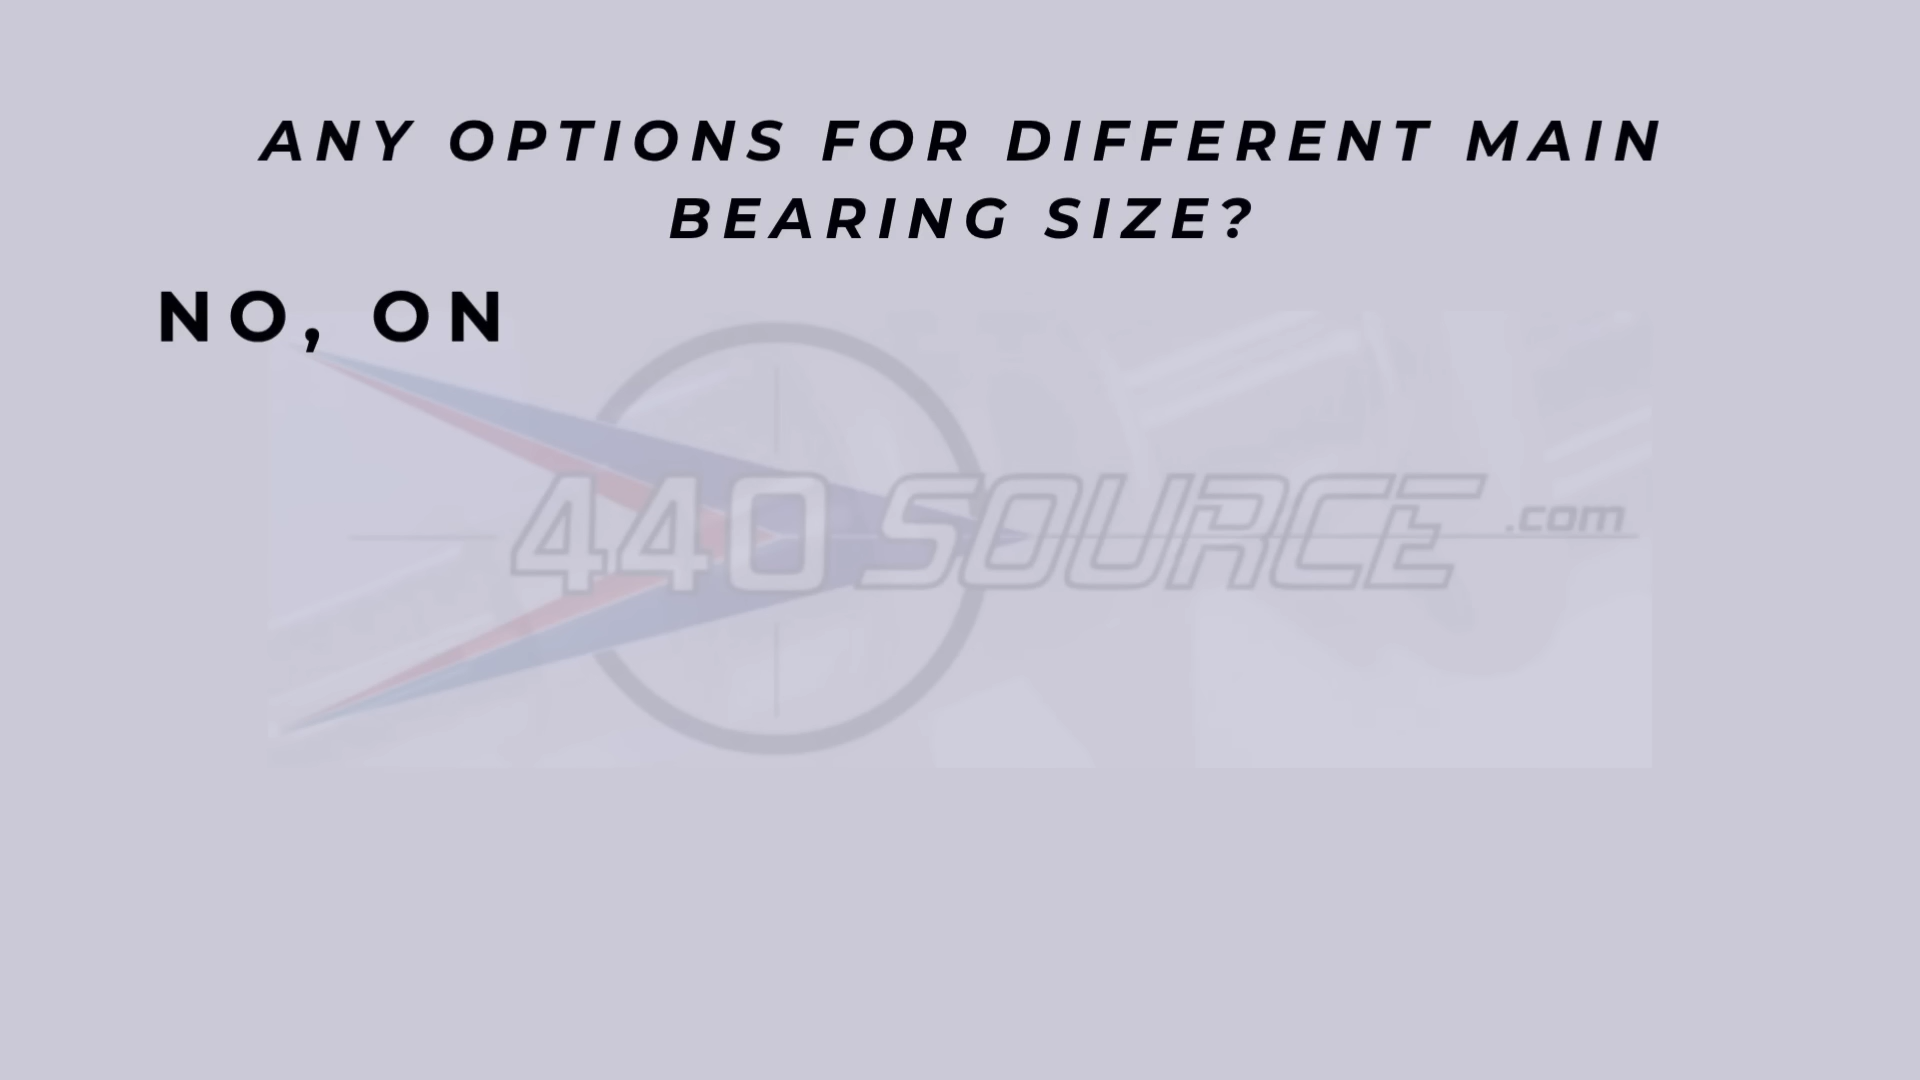 ANY OPTIONS FOR DIFFERENT MAIN
BEARING SIZE?
NO, ON
440 SOURCE.com